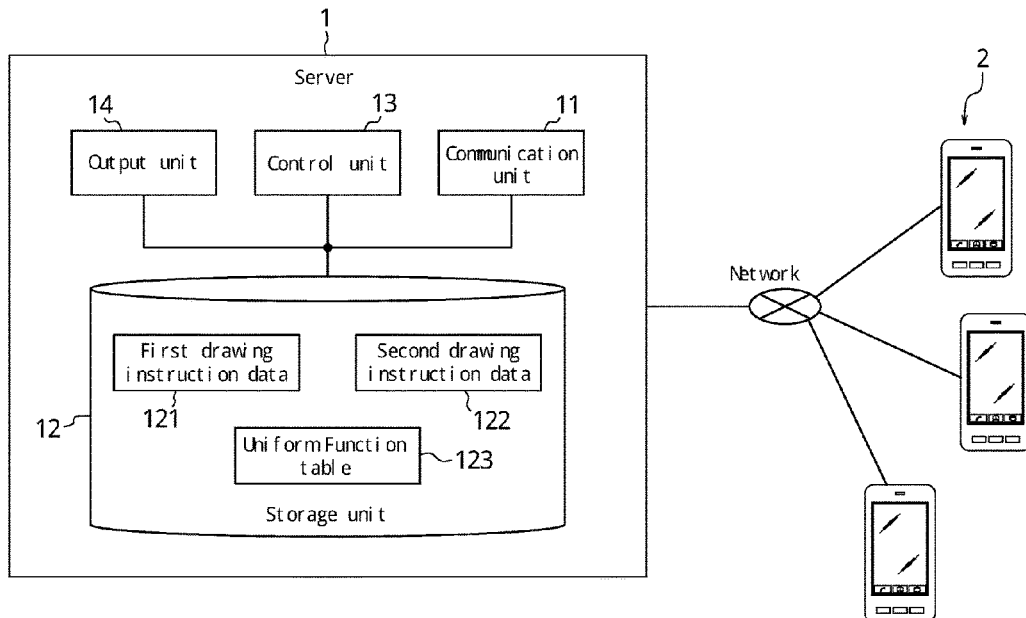 1
Server
2
14
13
11
Output unit
Control unit
Communication
unit
Network
First drawing
instruction data
Second drawing
instruction data
121
122
12
Uniform Function
table
123
Storage unit